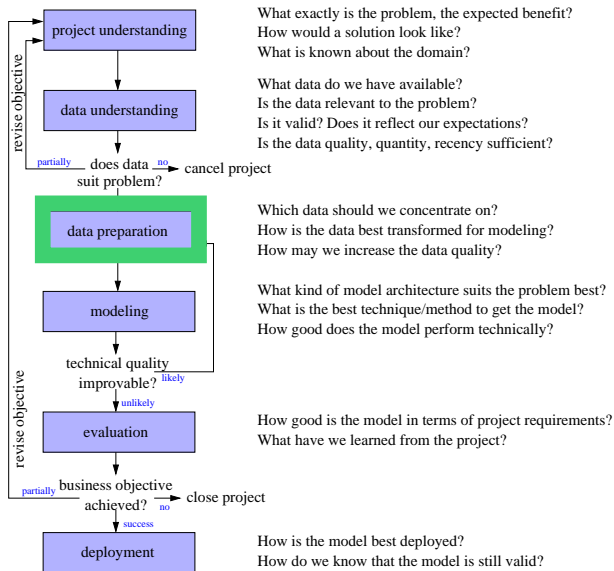 project understanding
What exactly is the problem, the expected benefit?
How would a solution look like?
What is known about the domain?
revise objective
data understanding
What data do we have available?
Is the data relevant to the problem?
Is it valid? Does it reflect our expectations?
Is the data quality, quantity, recency sufficient?
partially
does data
suit problem?
no
cancel project
data preparation
Which data should we concentrate on?
How is the data best transformed for modeling?
How may we increase the data quality?
modeling
What kind of model architecture suits the problem best?
What is the best technique/method to get the model?
How good does the model perform technically?
technical quality
improvable?
likely
unlikely
revise objective
evaluation
How good is the model in terms of project requirements?
What have we learned from the project?
partially
business objective
achieved?
no
close project
success
deployment
How is the model best deployed?
How do we know that the model is still valid?